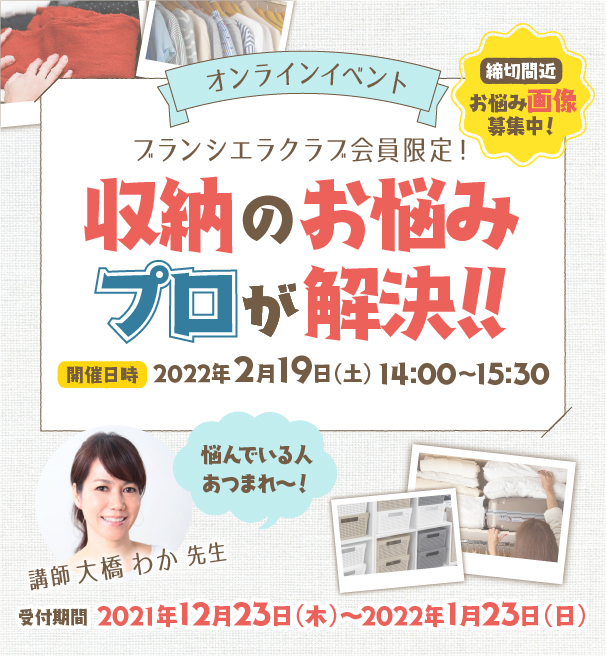 オンラインイベント
締切間近
お悩み画像
募集中!
ブランシエラクラブ会員限定!
収納のお悩み
プロが解決!!
開催日時 2022年2月19日(土) 14:00〜15:30
悩んでいる人
あつまれ〜!
講師 大橋 わか 先生
受付期間 2021年12月23日(木)〜2022年1月23日(日)